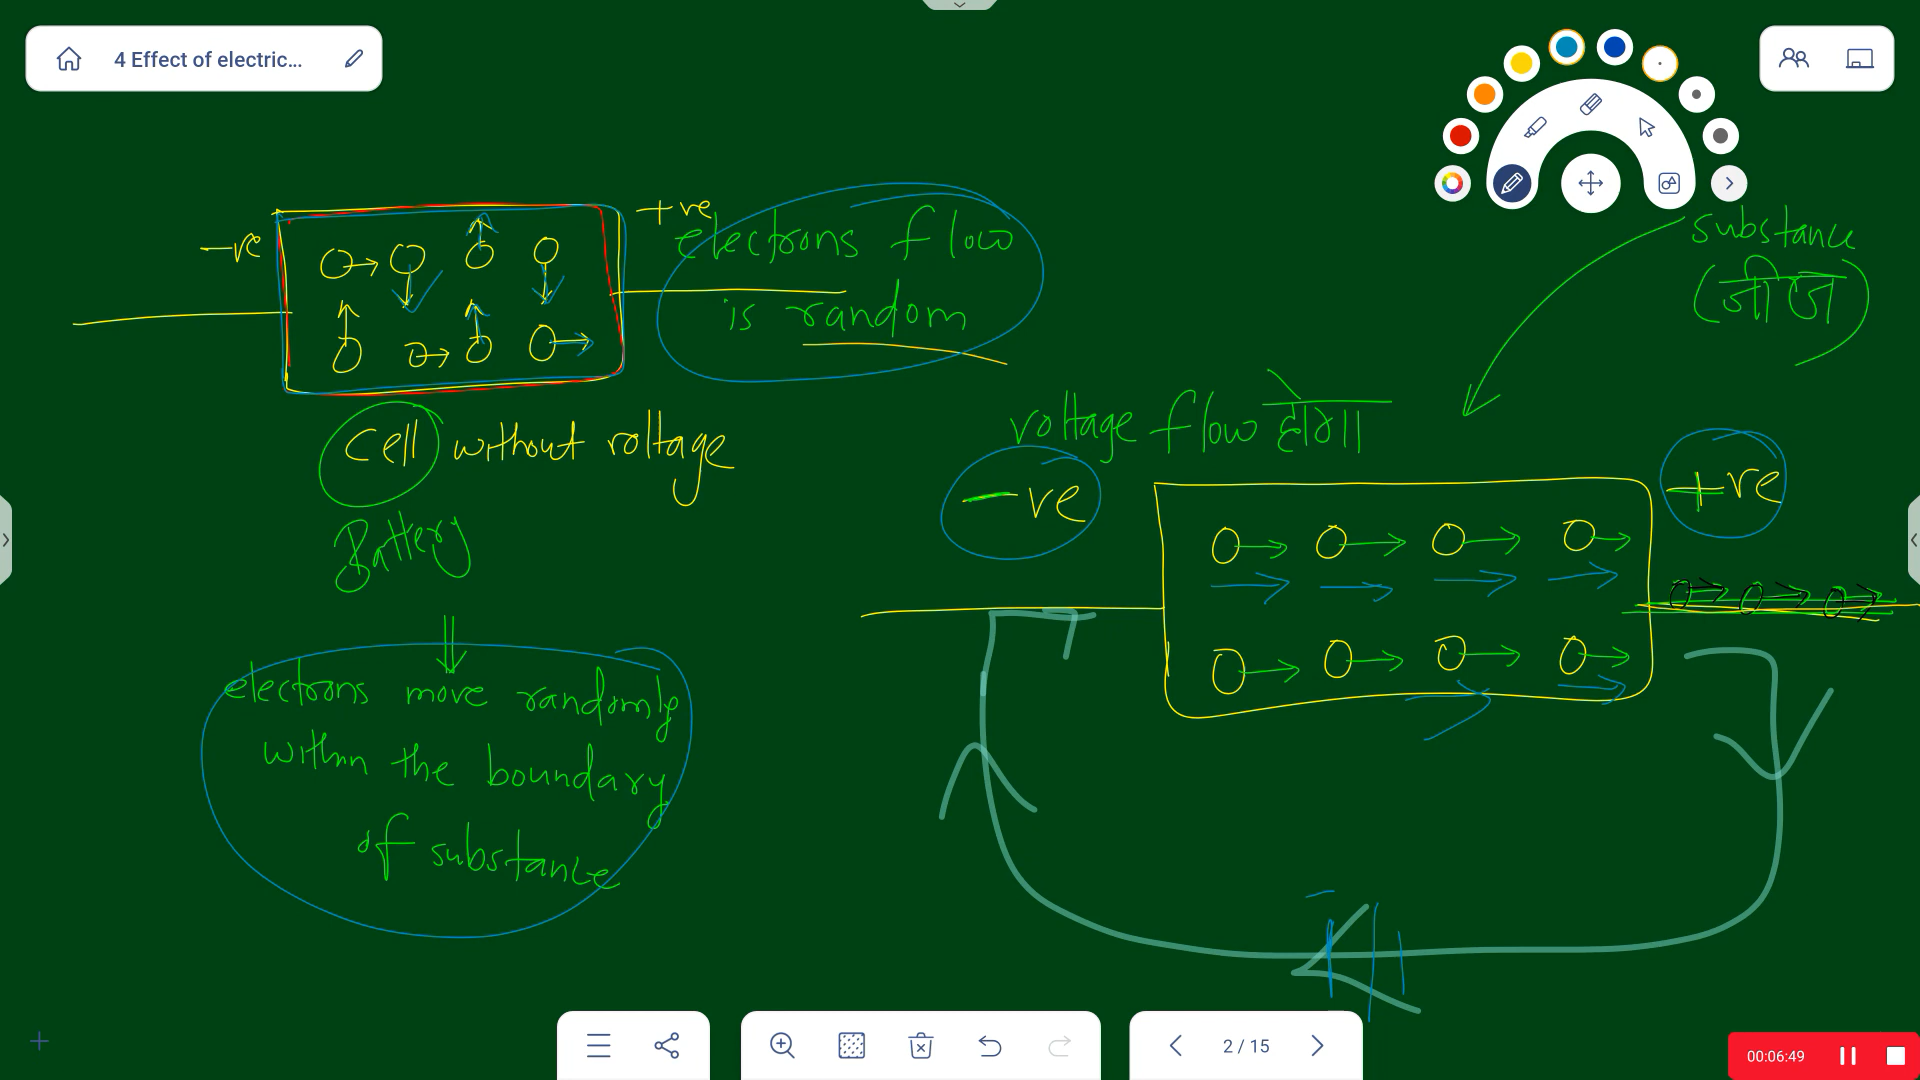 4 Effect of electric...
-ve
+ve
electrons flow
is random
substance
(चीज)
Cell without voltage
Battery
voltage flow होगा
-ve
+ve
electrons move randomly
within the boundary
of substance
2 / 15
00:06:49